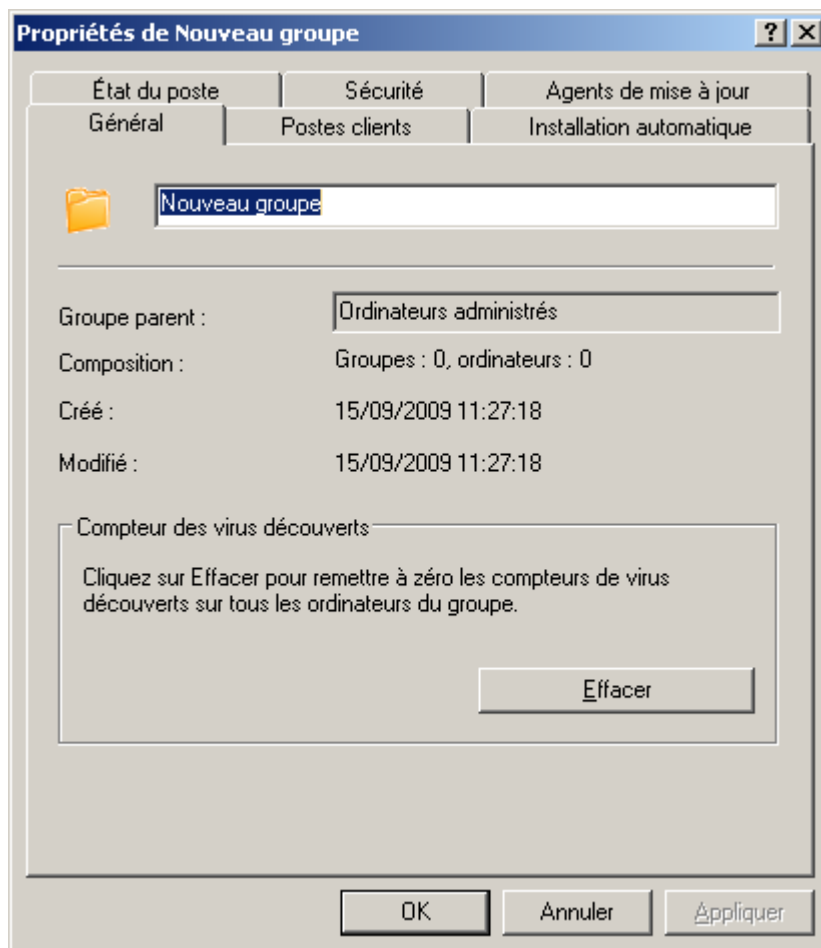 Propriétés de Nouveau groupe
État du poste Sécurité Agents de mise à jour
Général Postes clients Installation automatique
Nouveau groupe
Groupe parent : Ordinateurs administrés
Composition : Groupes : 0, ordinateurs : 0
Créé : 15/09/2009 11:27:18
Modifié : 15/09/2009 11:27:18
Compteur des virus découverts
Cliquez sur Effacer pour remettre à zéro les compteurs de virus
découverts sur tous les ordinateurs du groupe.
Effacer
OK Annuler Appliquer